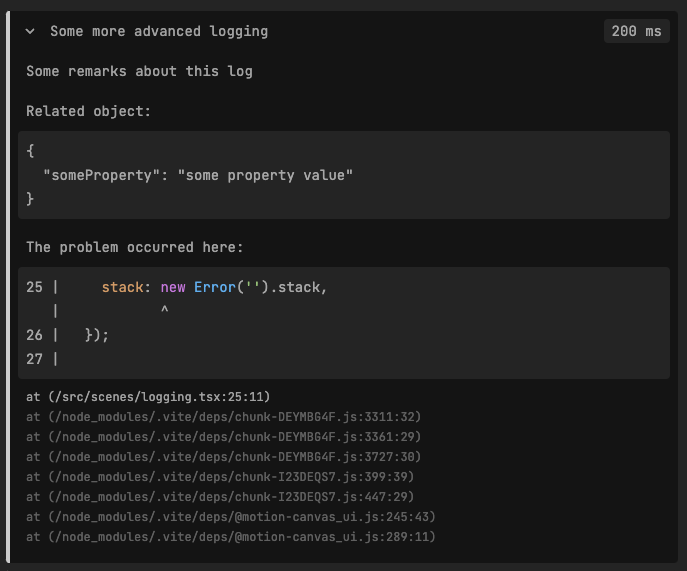 Some more advanced logging 200 ms
Some remarks about this log
Related object:
{
  "someProperty": "some property value"
}
The problem occurred here:
25 |     stack: new Error('').stack,
   |            ^
26 |   });
27 |
at (/src/scenes/logging.tsx:25:11)
at (/node_modules/.vite/deps/chunk-DEYMBG4F.js:3311:32)
at (/node_modules/.vite/deps/chunk-DEYMBG4F.js:3361:29)
at (/node_modules/.vite/deps/chunk-DEYMBG4F.js:3727:30)
at (/node_modules/.vite/deps/chunk-I23DEQS7.js:399:39)
at (/node_modules/.vite/deps/chunk-I23DEQS7.js:447:29)
at (/node_modules/.vite/deps/@motion-canvas_ui.js:245:43)
at (/node_modules/.vite/deps/@motion-canvas_ui.js:289:11)